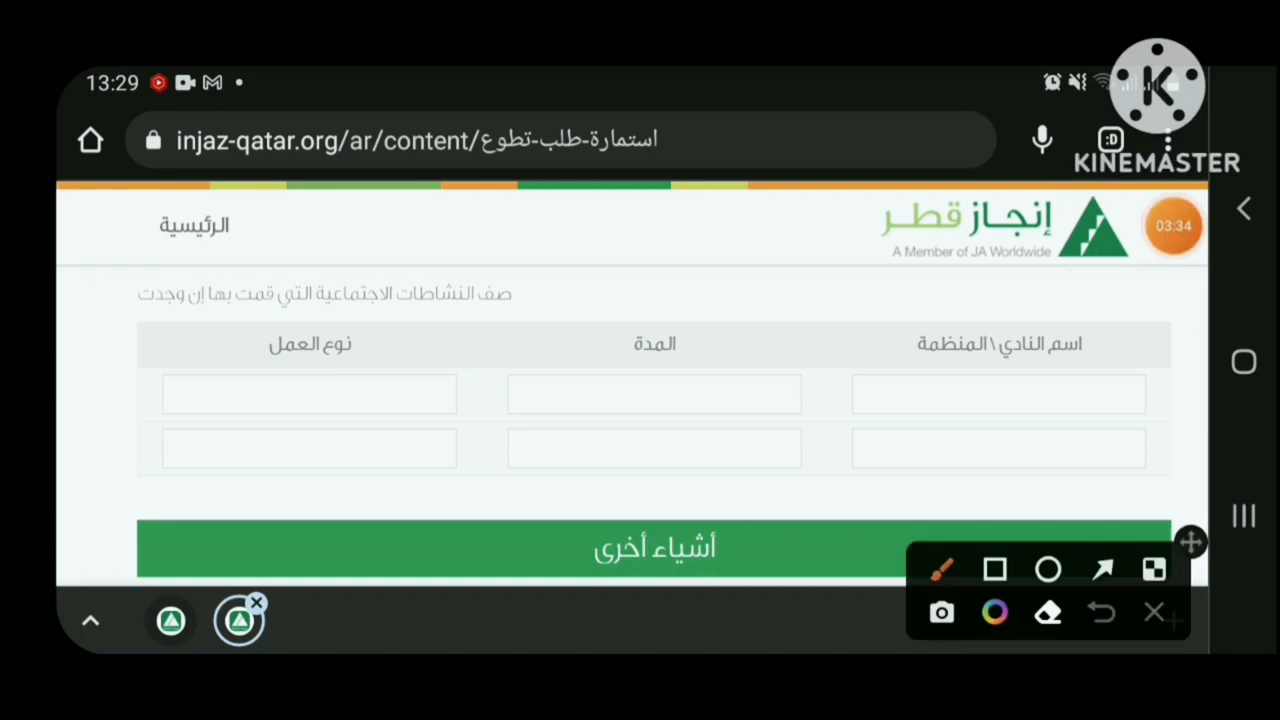 13:29
injaz-qatar.org/ar/content/استمارة-طلب-تطوع
:D
KINEMASTER
إنجاز قطر
A Member of JA Worldwide
03:34
الرئيسية
صف النشاطات الاجتماعية التي قمت بها إن وجدت
اسم النادي\المنظمة المدة نوع العمل
أشياء أخرى